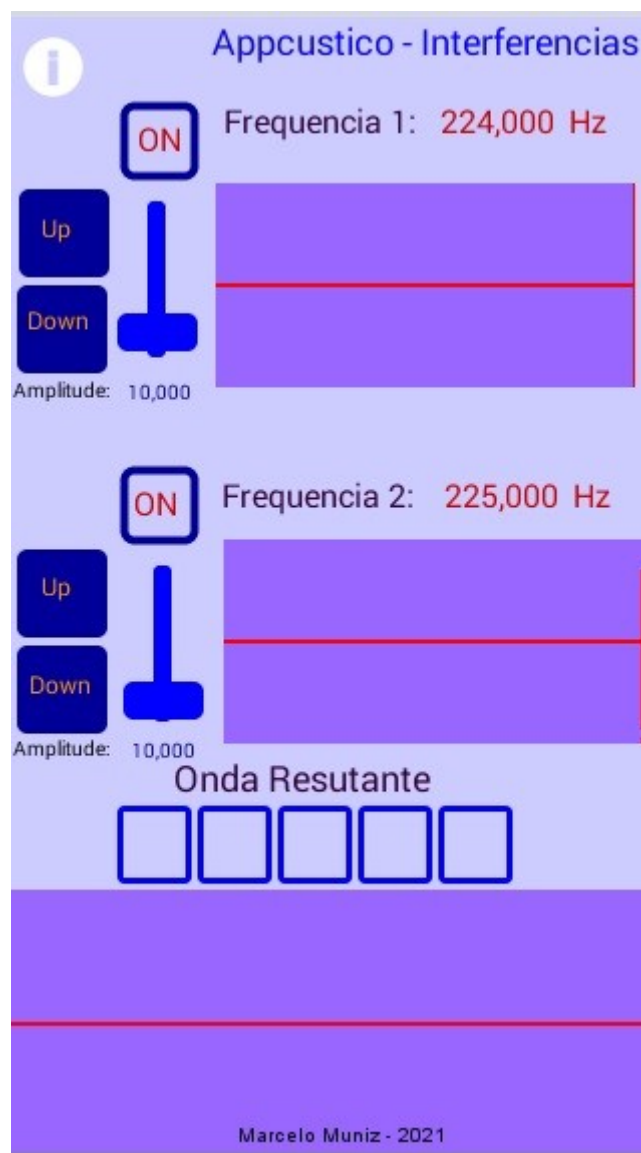 i
Appcustico - Interferencias
ON
Frequencia 1: 224,000 Hz
Up
Down
Amplitude: 10,000
ON
Frequencia 2: 225,000 Hz
Up
Down
Amplitude: 10,000
Onda Resutante
Marcelo Muniz - 2021